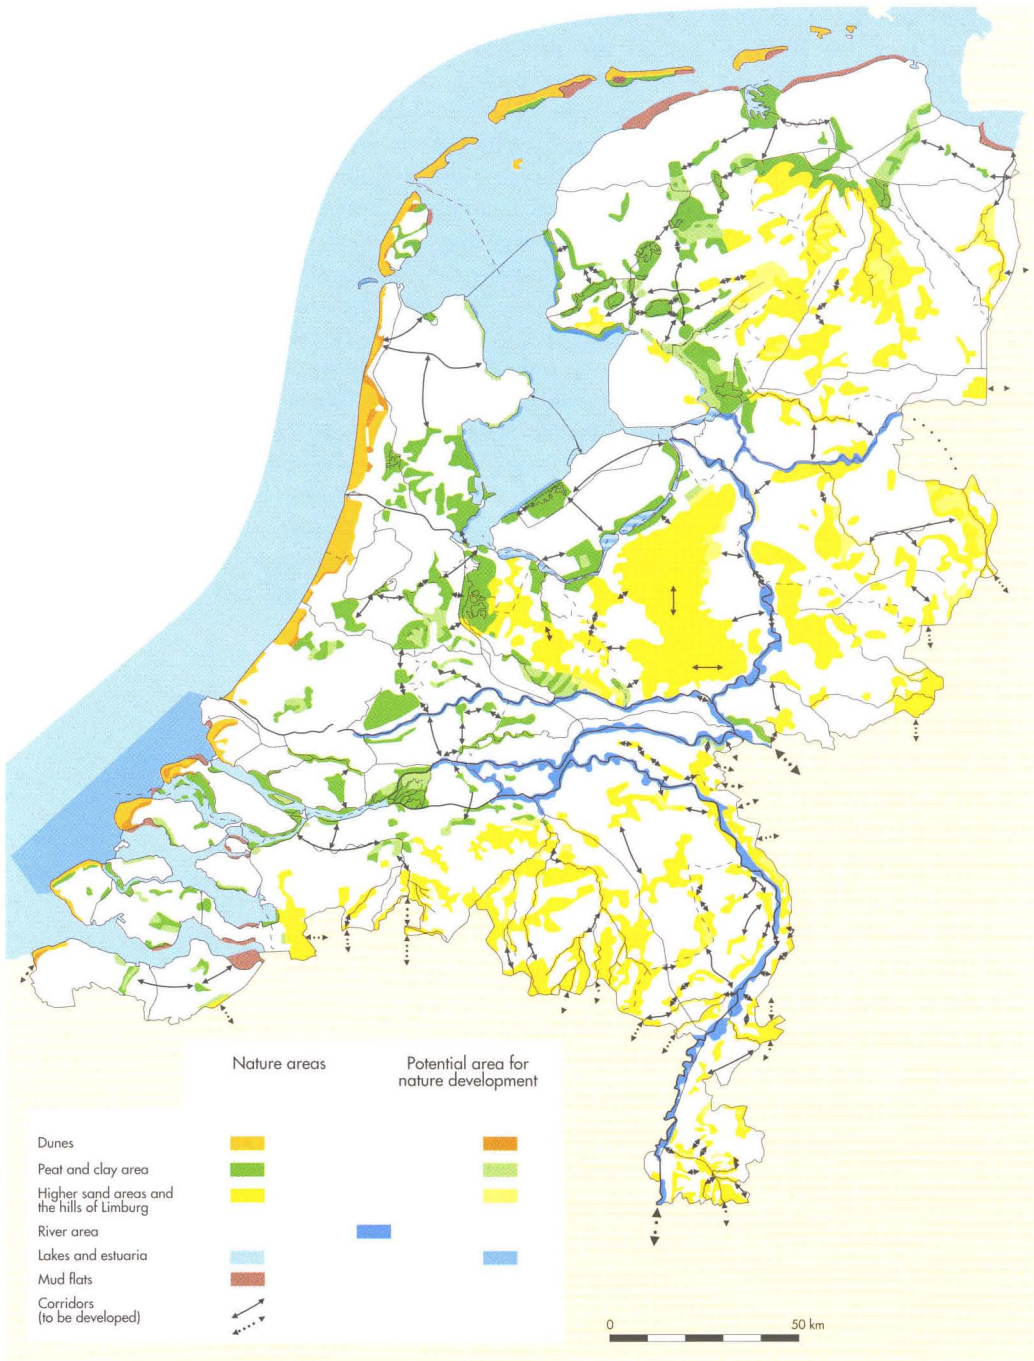 Nature areas
Potential area for
nature development
Dunes
Peat and clay area
Higher sand areas and
the hills of Limburg
River area
Lakes and estuaria
Mud flats
Corridors
(to be developed)
0 50 km